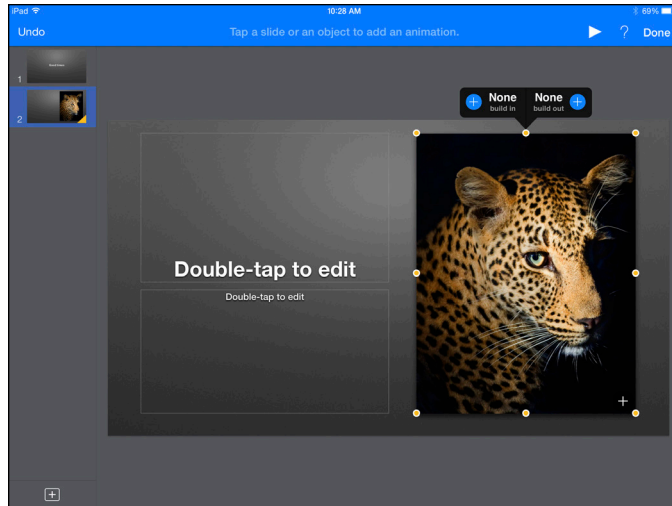 iPad
10:28 AM
69%
Undo
Tap a slide or an object to add an animation.
?
Done
1
2
None
build in
None
build out
Double-tap to edit
Double-tap to edit